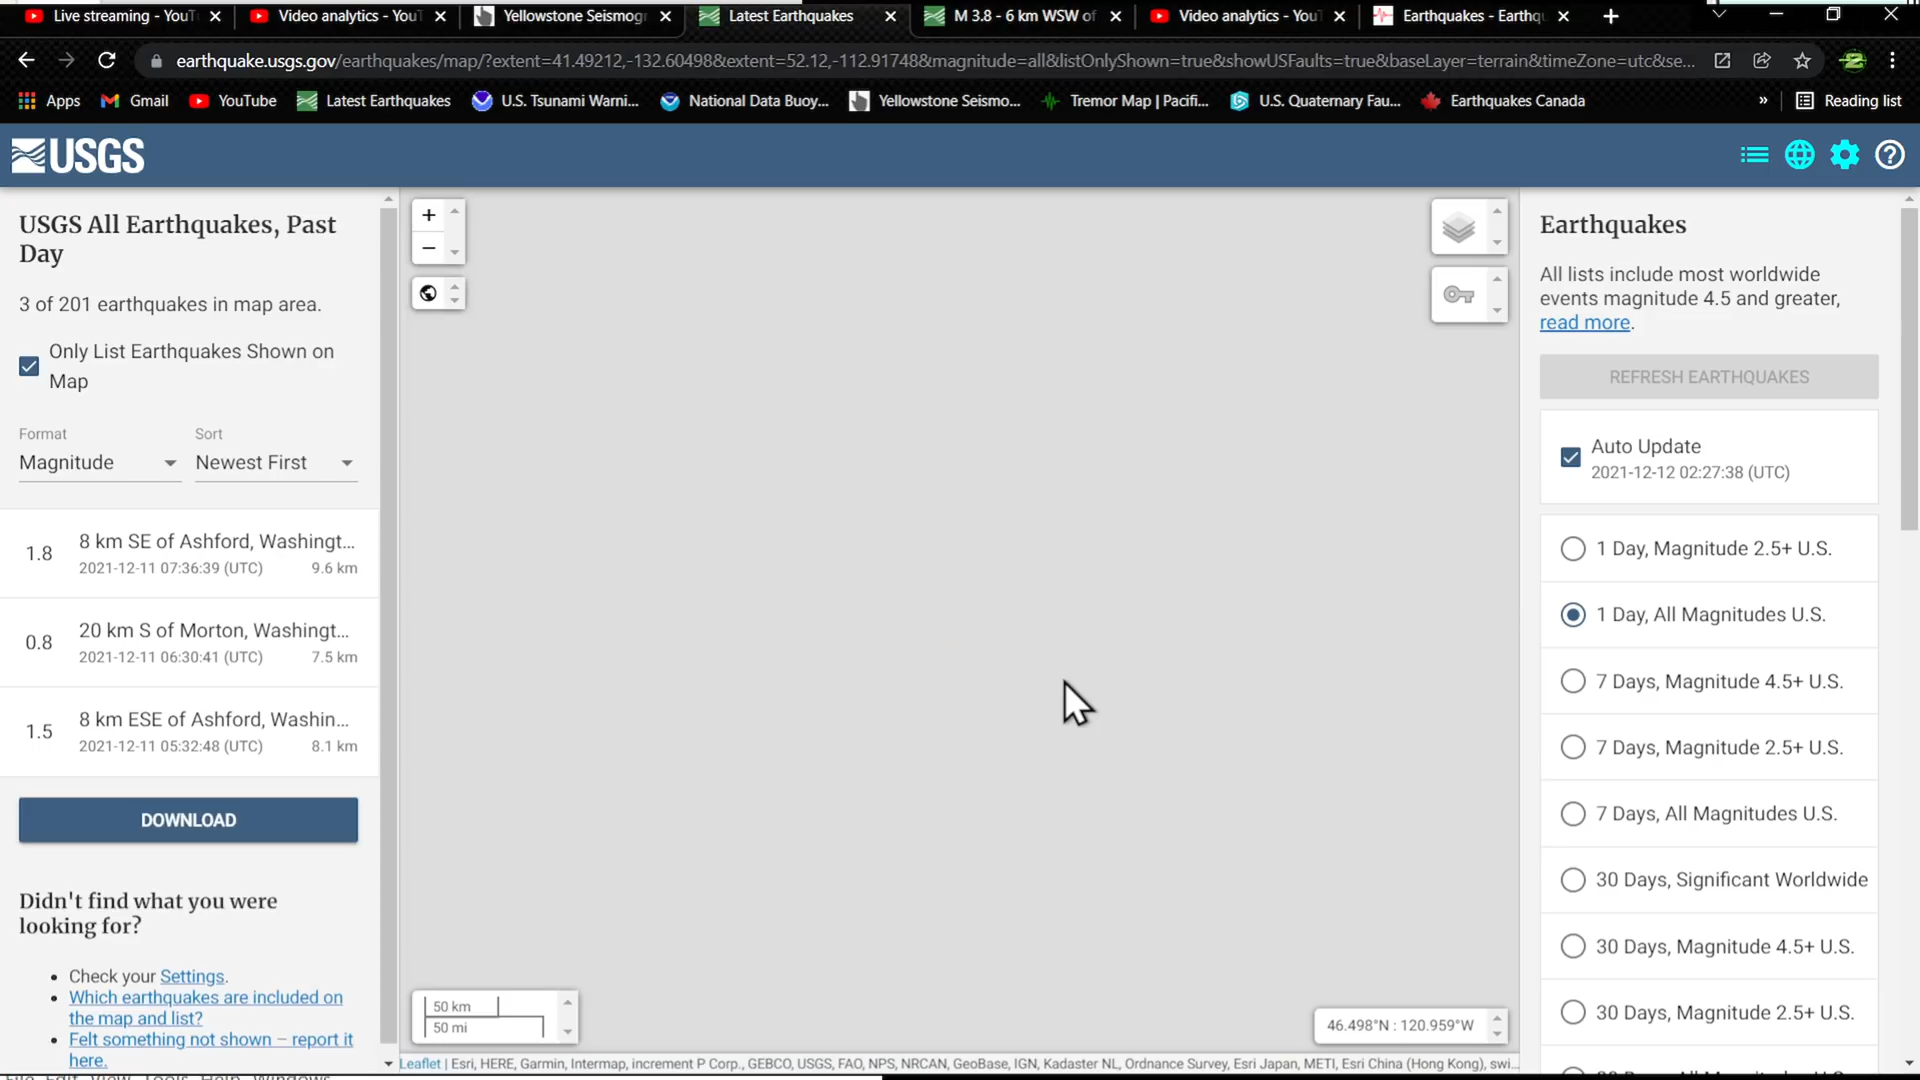 Live streaming - YouT
Video analytics - YouT
Yellowstone Seismogr
Latest Earthquakes
M 3.8 - 6 km WSW of
Video analytics - YouT
Earthquakes - Earthqu
earthquake.usgs.gov/earthquakes/map/?extent=41.49212,-132.60498&extent=52.12,-112.91748&magnitude=all&listOnlyShown=true&showUSFaults=true&baseLayer=terrain&timeZone=utc&se...
Apps
Gmail
YouTube
Latest Earthquakes
U.S. Tsunami Warni...
National Data Buoy...
Yellowstone Seismo...
Tremor Map | Pacifi...
U.S. Quaternary Fau...
Earthquakes Canada
»
Reading list
USGS
USGS All Earthquakes, Past
Day
3 of 201 earthquakes in map area.
Only List Earthquakes Shown on
Map
Format
Sort
Magnitude
Newest First
1.8
8 km SE of Ashford, Washingt...
2021-12-11 07:36:39 (UTC)
9.6 km
0.8
20 km S of Morton, Washingt...
2021-12-11 06:30:41 (UTC)
7.5 km
1.5
8 km ESE of Ashford, Washin...
2021-12-11 05:32:48 (UTC)
8.1 km
DOWNLOAD
Didn't find what you were
looking for?
• Check your Settings.
• Which earthquakes are included on
the map and list?
• Felt something not shown – report it
here.
+
−
50 km
50 mi
46.498°N : 120.959°W
Leaflet | Esri, HERE, Garmin, Intermap, increment P Corp., GEBCO, USGS, FAO, NPS, NRCAN, GeoBase, IGN, Kadaster NL, Ordnance Survey, Esri Japan, METI, Esri China (Hong Kong), swi...
Earthquakes
All lists include most worldwide
events magnitude 4.5 and greater,
read more.
REFRESH EARTHQUAKES
Auto Update
2021-12-12 02:27:38 (UTC)
1 Day, Magnitude 2.5+ U.S.
1 Day, All Magnitudes U.S.
7 Days, Magnitude 4.5+ U.S.
7 Days, Magnitude 2.5+ U.S.
7 Days, All Magnitudes U.S.
30 Days, Significant Worldwide
30 Days, Magnitude 4.5+ U.S.
30 Days, Magnitude 2.5+ U.S.